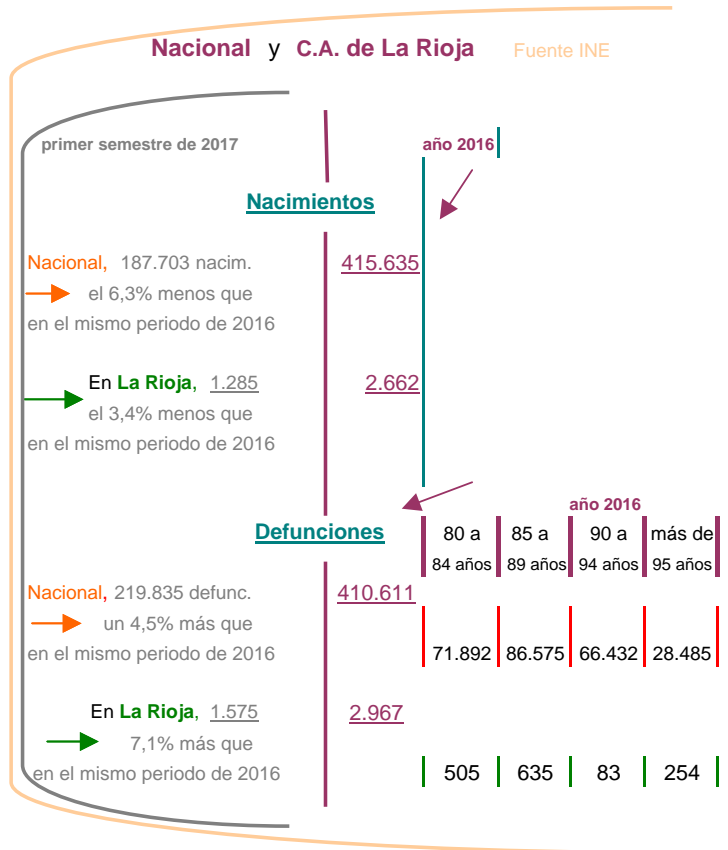 Nacional y C.A. de La Rioja Fuente INE
primer semestre de 2017 año 2016
Nacimientos
Nacional, 187.703 nacim. 415.635
el 6,3% menos que
en el mismo periodo de 2016
En La Rioja, 1.285 2.662
el 3,4% menos que
en el mismo periodo de 2016
año 2016
Defunciones 80 a 85 a 90 a más de
84 años 89 años 94 años 95 años
Nacional, 219.835 defunc. 410.611
un 4,5% más que
en el mismo periodo de 2016 71.892 86.575 66.432 28.485
En La Rioja, 1.575 2.967
7,1% más que
en el mismo periodo de 2016 505 635 83 254